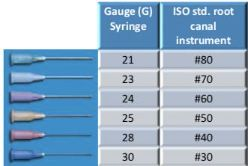 Gauge (G) ISO std. root
Syringe canal
instrument
21 #80
23 #70
24 #60
25 #50
28 #40
30 #30